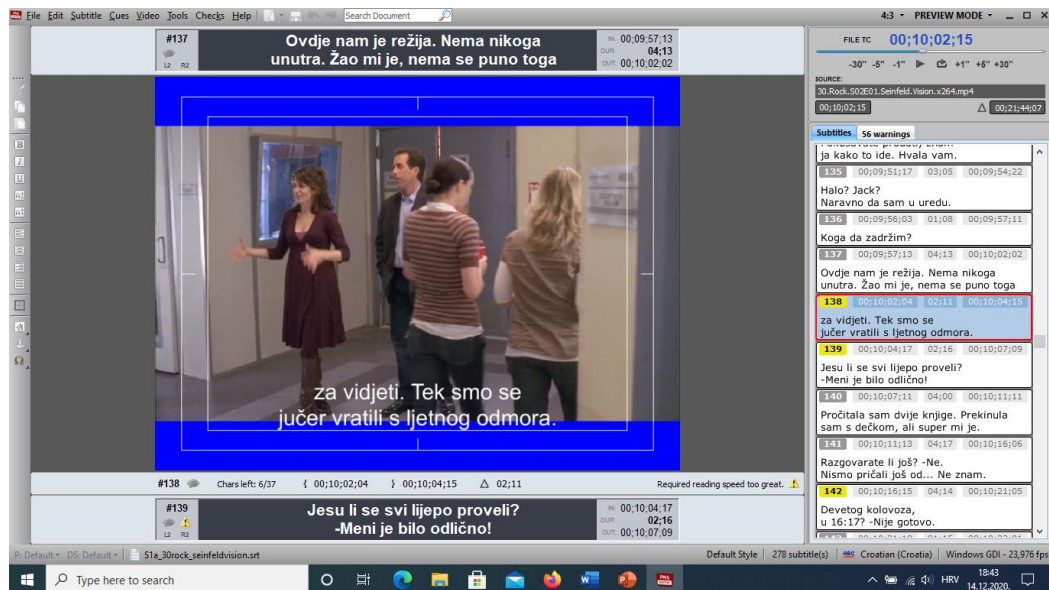 File Edit Subtitle Cues Video Tools Checks Help
Search Document
4:3
PREVIEW MODE
#137
L2 R2
Ovdje nam je režija. Nema nikoga
unutra. Žao mi je, nema se puno toga
IN: 00;09;57;13
DUR: 04;13
OUT: 00;10;02;02
FILE TC 00;10;02;15
-30" -5" -1" +1" +5" +30"
SOURCE:
30.Rock.S02E01.Seinfeld.Vision.x264.mp4
00;10;02;15
00;21;44;07
Subtitles 56 warnings
ja kako to ide. Hvala vam.
135 00;09;51;17 03;05 00;09;54;22
Halo? Jack?
Naravno da sam u uredu.
136 00;09;56;03 01;08 00;09;57;11
Koga da zadržim?
137 00;09;57;13 04;13 00;10;02;02
Ovdje nam je režija. Nema nikoga
unutra. Žao mi je, nema se puno toga
138 00;10;02;04 02;11 00;10;04;15
za vidjeti. Tek smo se
jučer vratili s ljetnog odmora.
139 00;10;04;17 02;16 00;10;07;09
Jesu li se svi lijepo proveli?
-Meni je bilo odlično!
140 00;10;07;11 04;00 00;10;11;11
Pročitala sam dvije knjige. Prekinula
sam s dečkom, ali super mi je.
141 00;10;11;13 04;17 00;10;16;06
Razgovarate li još? -Ne.
Nismo pričali još od... Ne znam.
142 00;10;16;15 04;14 00;10;21;05
Devetog kolovoza,
u 16:17? -Nije gotovo.
za vidjeti. Tek smo se
jučer vratili s ljetnog odmora.
#138 Chars left: 6/37 { 00;10;02;04 } 00;10;04;15 Δ 02;11 Required reading speed too great.
#139
L2 R2
Jesu li se svi lijepo proveli?
-Meni je bilo odlično!
IN: 00;10;04;17
DUR: 02;16
OUT: 00;10;07;09
P: Default DS: Default S1a_30rock_seinfeldvision.srt
Default Style 278 subtitle(s) Croatian (Croatia) Windows GDI - 23,976 fps
Type here to search
HRV
18:43
14.12.2020.